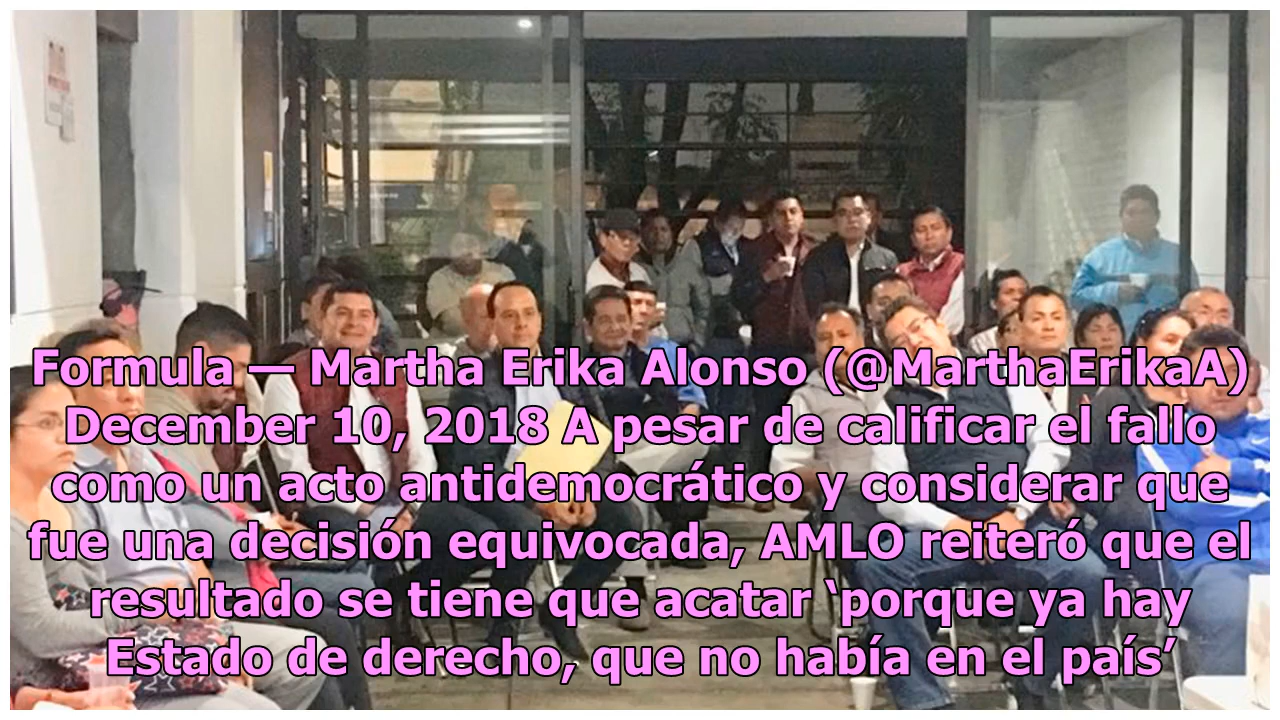 Formula — Martha Erika Alonso (@MarthaErikaA)
December 10, 2018 A pesar de calificar el fallo
como un acto antidemocrático y considerar que
fue una decisión equivocada, AMLO reiteró que el
resultado se tiene que acatar ‘porque ya hay
Estado de derecho, que no había en el país’